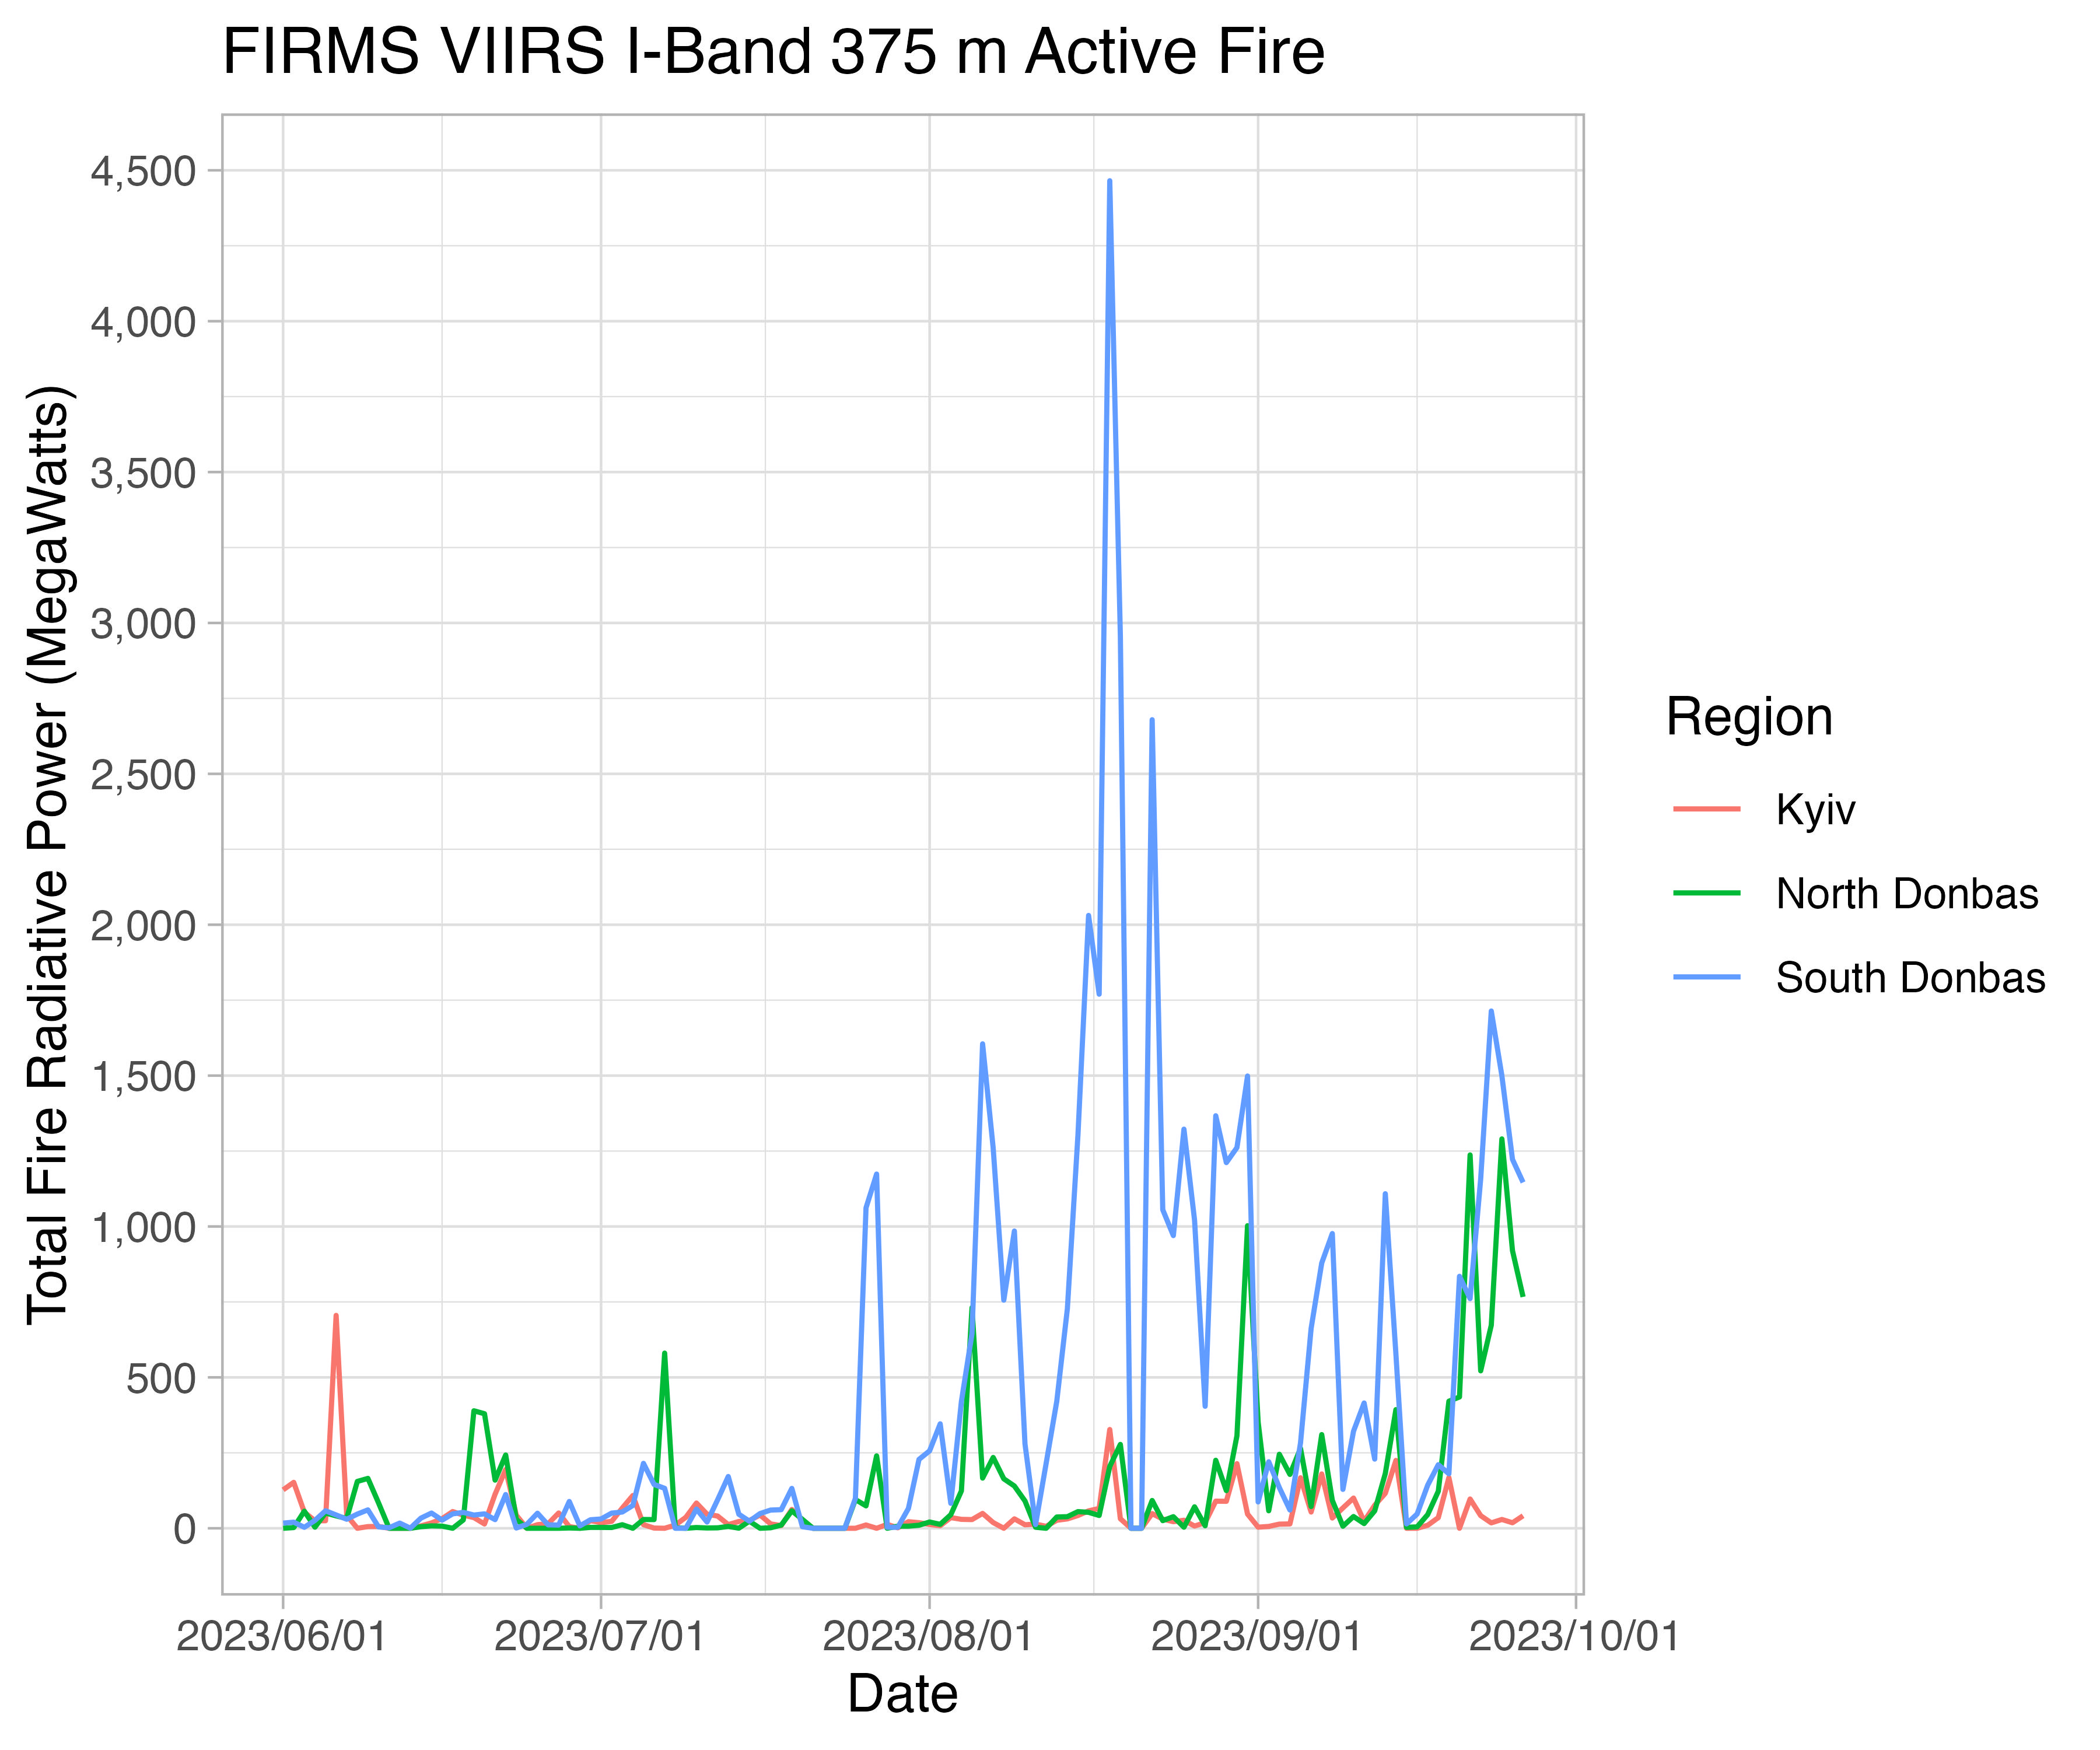 FIRMS VIIRS I-Band 375 m Active Fire
Total Fire Radiative Power (MegaWatts)
4,500
4,000
3,500
3,000
2,500
2,000
1,500
1,000
500
0
2023/06/01 2023/07/01 2023/08/01 2023/09/01 2023/10/01
Date
Region
Kyiv
North Donbas
South Donbas